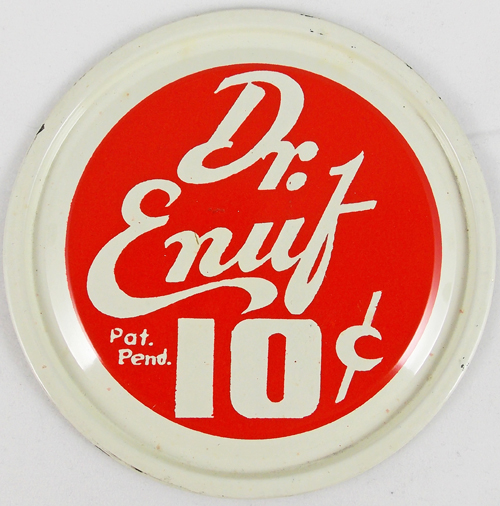 Dr.
Enuf
Pat.
Pend.
10¢